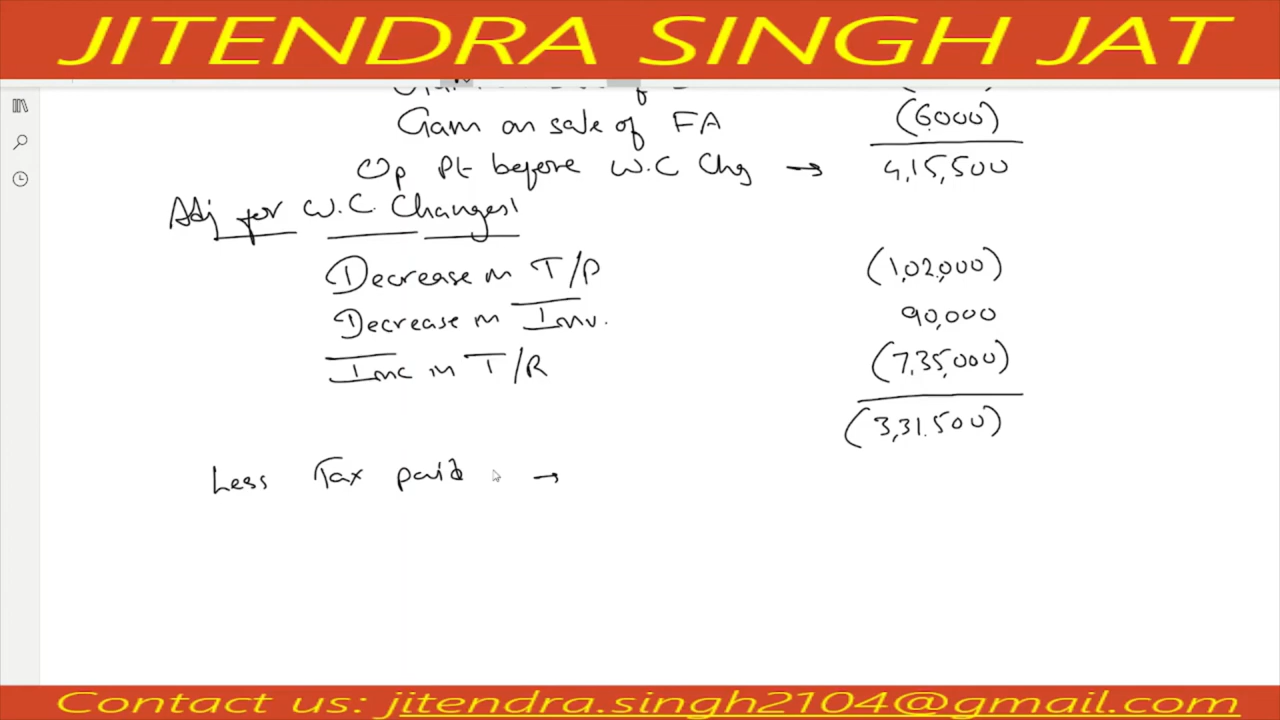 JITENDRA SINGH JAT
Gain on sale of FA (6000)
Op Pt before W.C Chg → 4,15,500
Adj for W.C. Changes!
Decrease in T/P (1,02,000)
Decrease in Inv. 90,000
Inc in T/R (7,35,000)
(3,31,500)
Less Tax paid →
Contact us: jitendra.singh2104@gmail.com